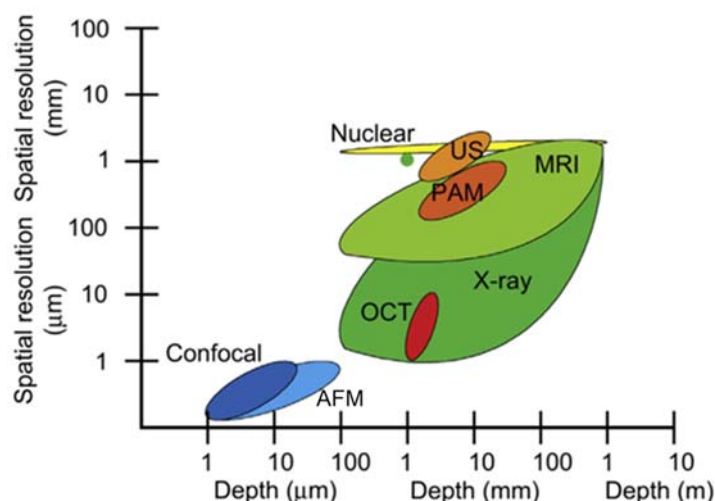 Spatial resolution
(mm)
Spatial resolution
(μm)
100
10
1
100
10
1
Nuclear
US
MRI
PAM
X-ray
OCT
Confocal
AFM
1 10 100 1 10 100 1 10
Depth (μm) Depth (mm) Depth (m)